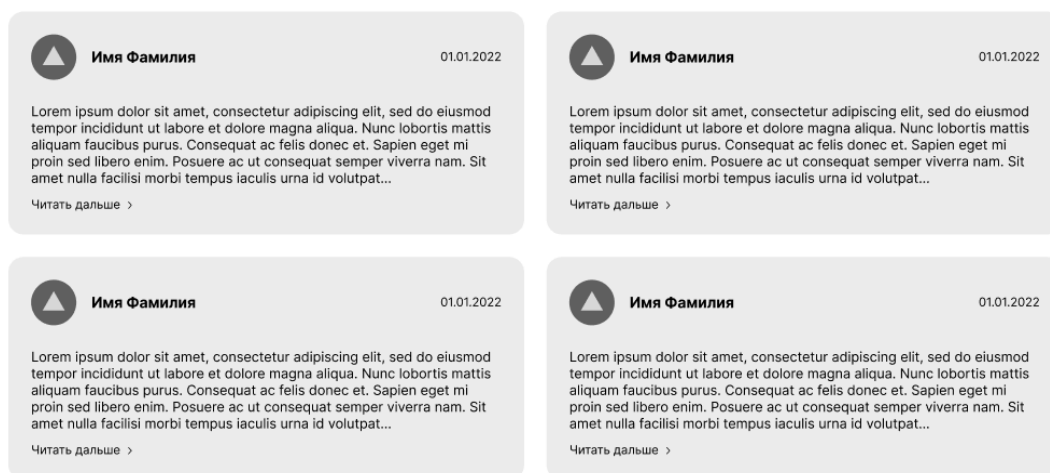 Имя Фамилия 01.01.2022
Lorem ipsum dolor sit amet, consectetur adipiscing elit, sed do eiusmod
tempor incididunt ut labore et dolore magna aliqua. Nunc lobortis mattis
aliquam faucibus purus. Consequat ac felis donec et. Sapien eget mi
proin sed libero enim. Posuere ac ut consequat semper viverra nam. Sit
amet nulla facilisi morbi tempus iaculis urna id volutpat...
Читать дальше >
Имя Фамилия 01.01.2022
Lorem ipsum dolor sit amet, consectetur adipiscing elit, sed do eiusmod
tempor incididunt ut labore et dolore magna aliqua. Nunc lobortis mattis
aliquam faucibus purus. Consequat ac felis donec et. Sapien eget mi
proin sed libero enim. Posuere ac ut consequat semper viverra nam. Sit
amet nulla facilisi morbi tempus iaculis urna id volutpat...
Читать дальше >
Имя Фамилия 01.01.2022
Lorem ipsum dolor sit amet, consectetur adipiscing elit, sed do eiusmod
tempor incididunt ut labore et dolore magna aliqua. Nunc lobortis mattis
aliquam faucibus purus. Consequat ac felis donec et. Sapien eget mi
proin sed libero enim. Posuere ac ut consequat semper viverra nam. Sit
amet nulla facilisi morbi tempus iaculis urna id volutpat...
Читать дальше >
Имя Фамилия 01.01.2022
Lorem ipsum dolor sit amet, consectetur adipiscing elit, sed do eiusmod
tempor incididunt ut labore et dolore magna aliqua. Nunc lobortis mattis
aliquam faucibus purus. Consequat ac felis donec et. Sapien eget mi
proin sed libero enim. Posuere ac ut consequat semper viverra nam. Sit
amet nulla facilisi morbi tempus iaculis urna id volutpat...
Читать дальше >